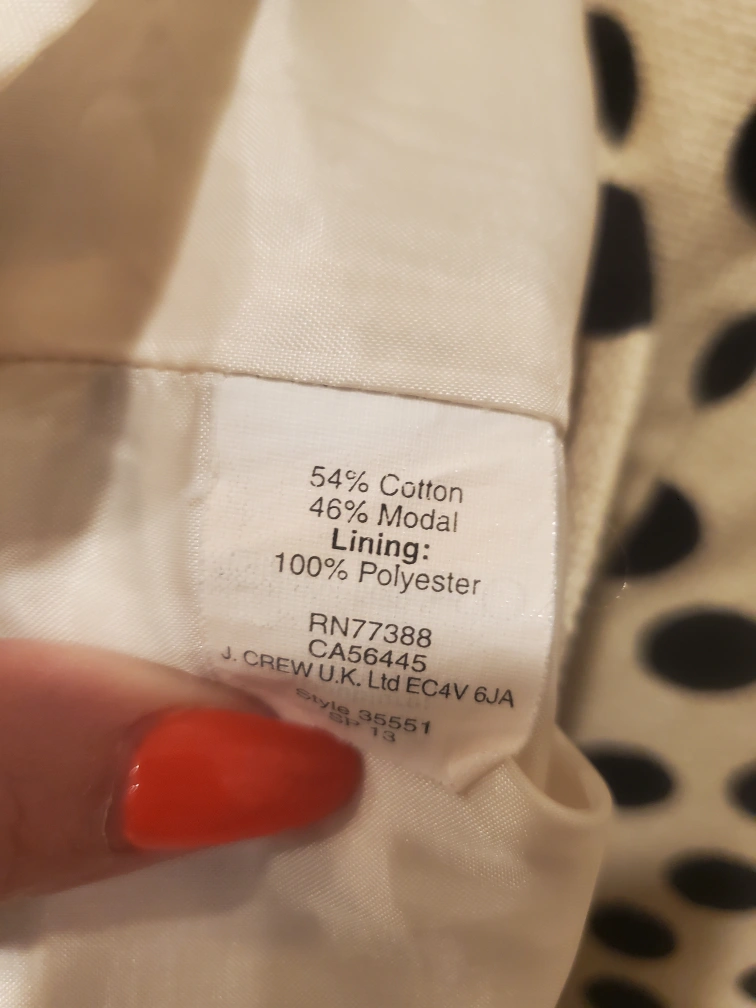 54% Cotton
46% Modal
Lining:
100% Polyester
RN77388
CA56445
J. CREW U.K. Ltd EC4V 6JA
Style 35551
SP 13